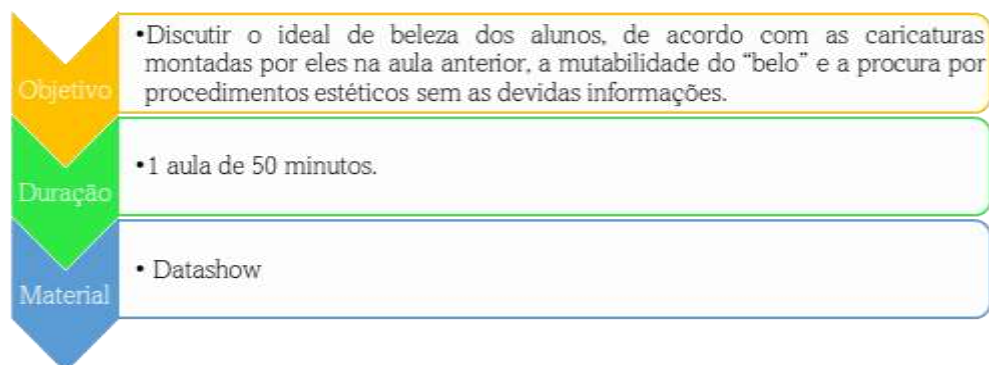 Objetivo
•Discutir o ideal de beleza dos alunos, de acordo com as caricaturas
montadas por eles na aula anterior, a mutabilidade do “belo” e a procura por
procedimentos estéticos sem as devidas informações.
Duração
•1 aula de 50 minutos.
Material
• Datashow